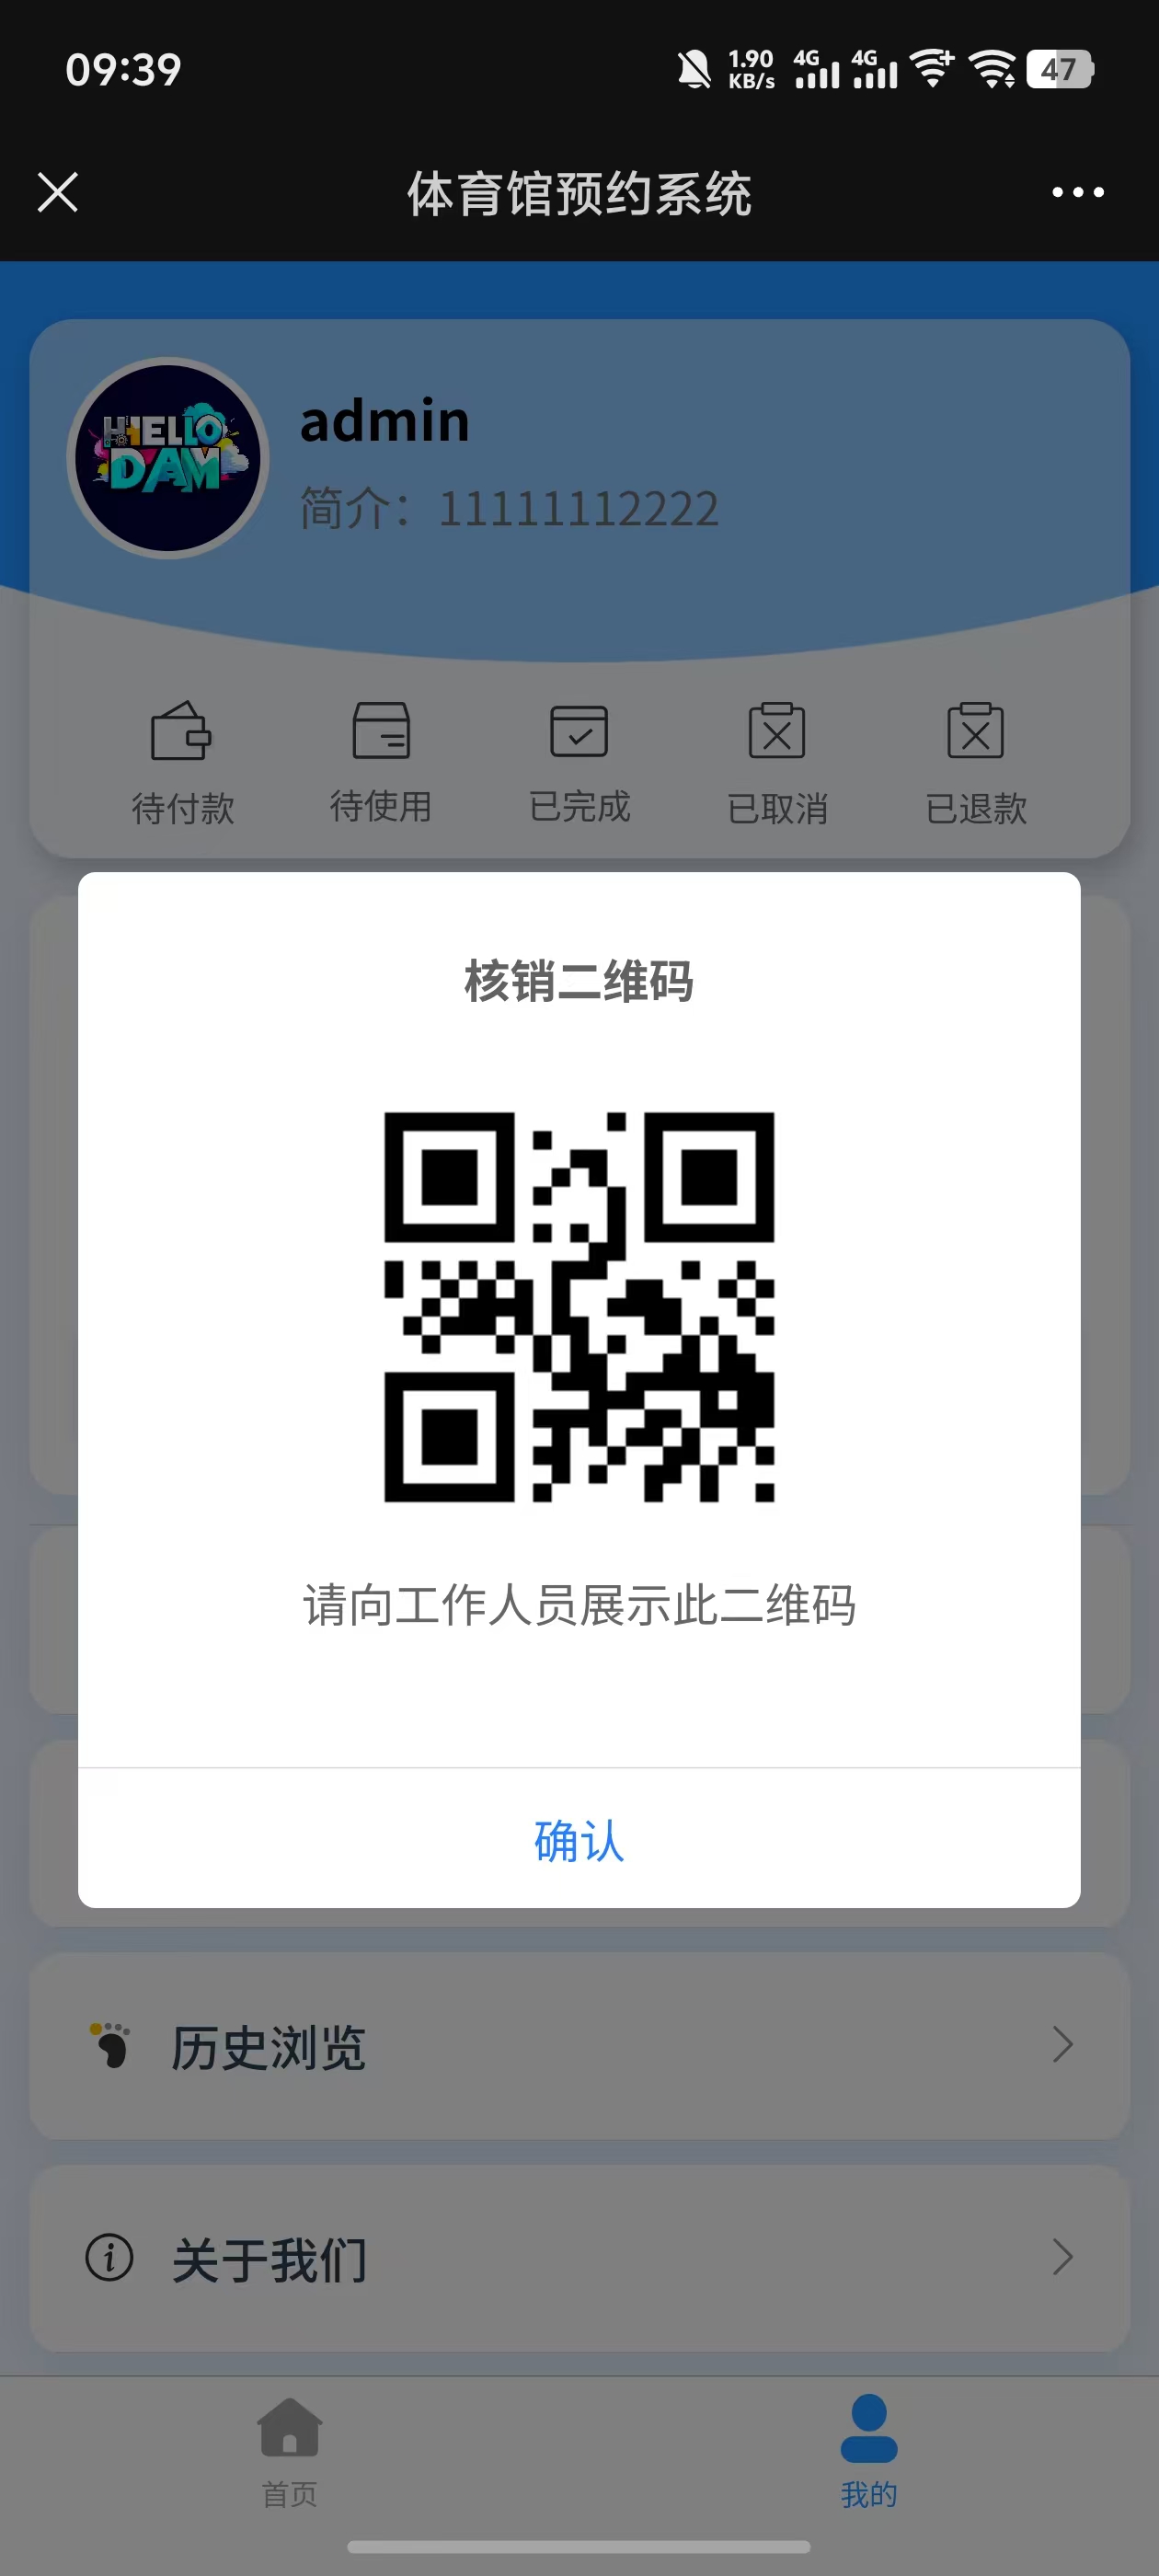 09:39
1.90
KB/s
4G
4G
47
体育馆预约系统
HELLO
DAM
admin
简介：11111112222
待付款
待使用
已完成
已取消
已退款
核销二维码
请向工作人员展示此二维码
确认
历史浏览
关于我们
首页
我的